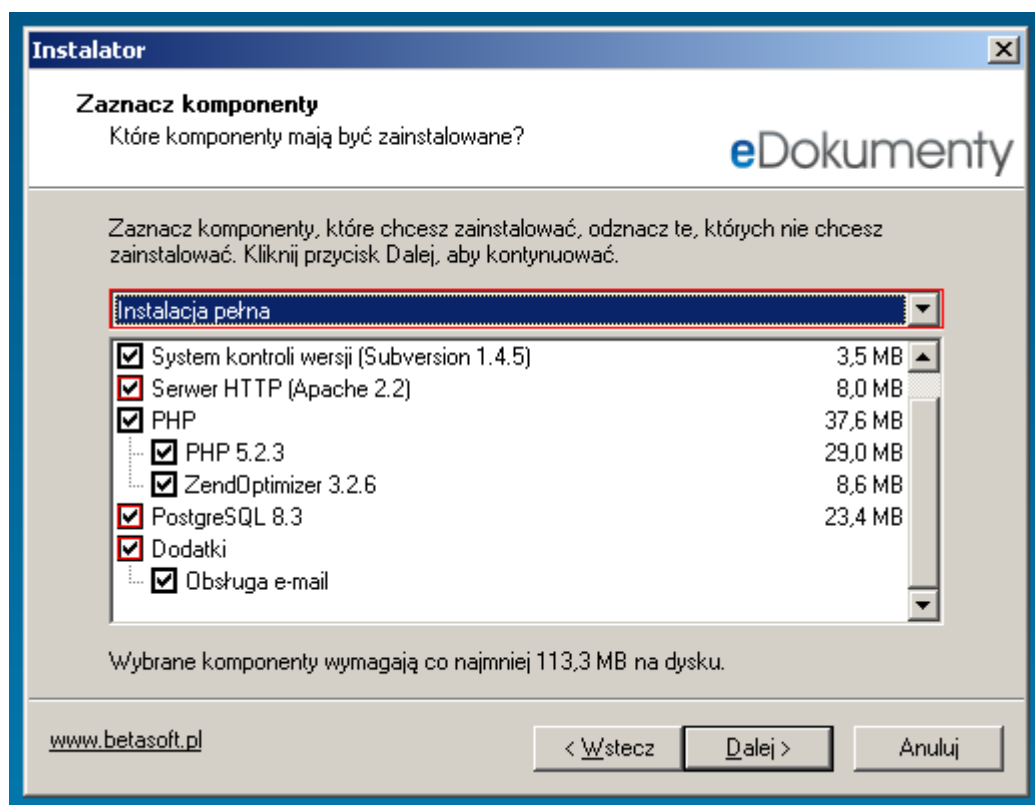 Instalator
Zaznacz komponenty
Które komponenty mają być zainstalowane?
eDokumenty
Zaznacz komponenty, które chcesz zainstalować, odznacz te, których nie chcesz
zainstalować. Kliknij przycisk Dalej, aby kontynuować.
Instalacja pełna
System kontroli wersji (Subversion 1.4.5) 3,5 MB
Serwer HTTP (Apache 2.2) 8,0 MB
PHP 37,6 MB
PHP 5.2.3 29,0 MB
ZendOptimizer 3.2.6 8,6 MB
PostgreSQL 8.3 23,4 MB
Dodatki
Obsługa e-mail
Wybrane komponenty wymagają co najmniej 113,3 MB na dysku.
www.betasoft.pl < Wstecz Dalej > Anuluj